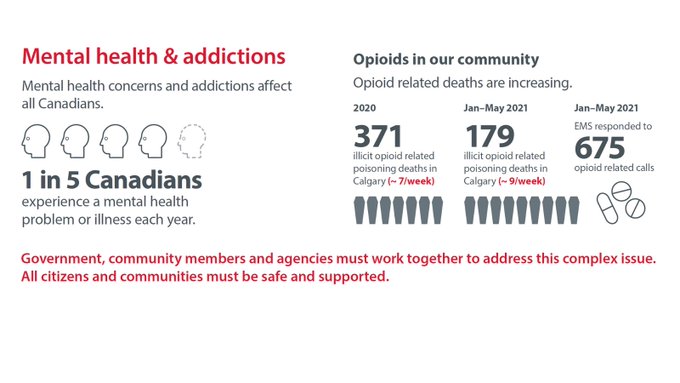 Mental health & addictions
Mental health concerns and addictions affect
all Canadians.
1 in 5 Canadians
experience a mental health
problem or illness each year.
Opioids in our community
Opioid related deaths are increasing.
2020
371
illicit opioid related
poisoning deaths in
Calgary (~ 7/week)
Jan–May 2021
179
illicit opioid related
poisoning deaths in
Calgary (~ 9/week)
Jan–May 2021
EMS responded to
675
opioid related calls
Government, community members and agencies must work together to address this complex issue.
All citizens and communities must be safe and supported.